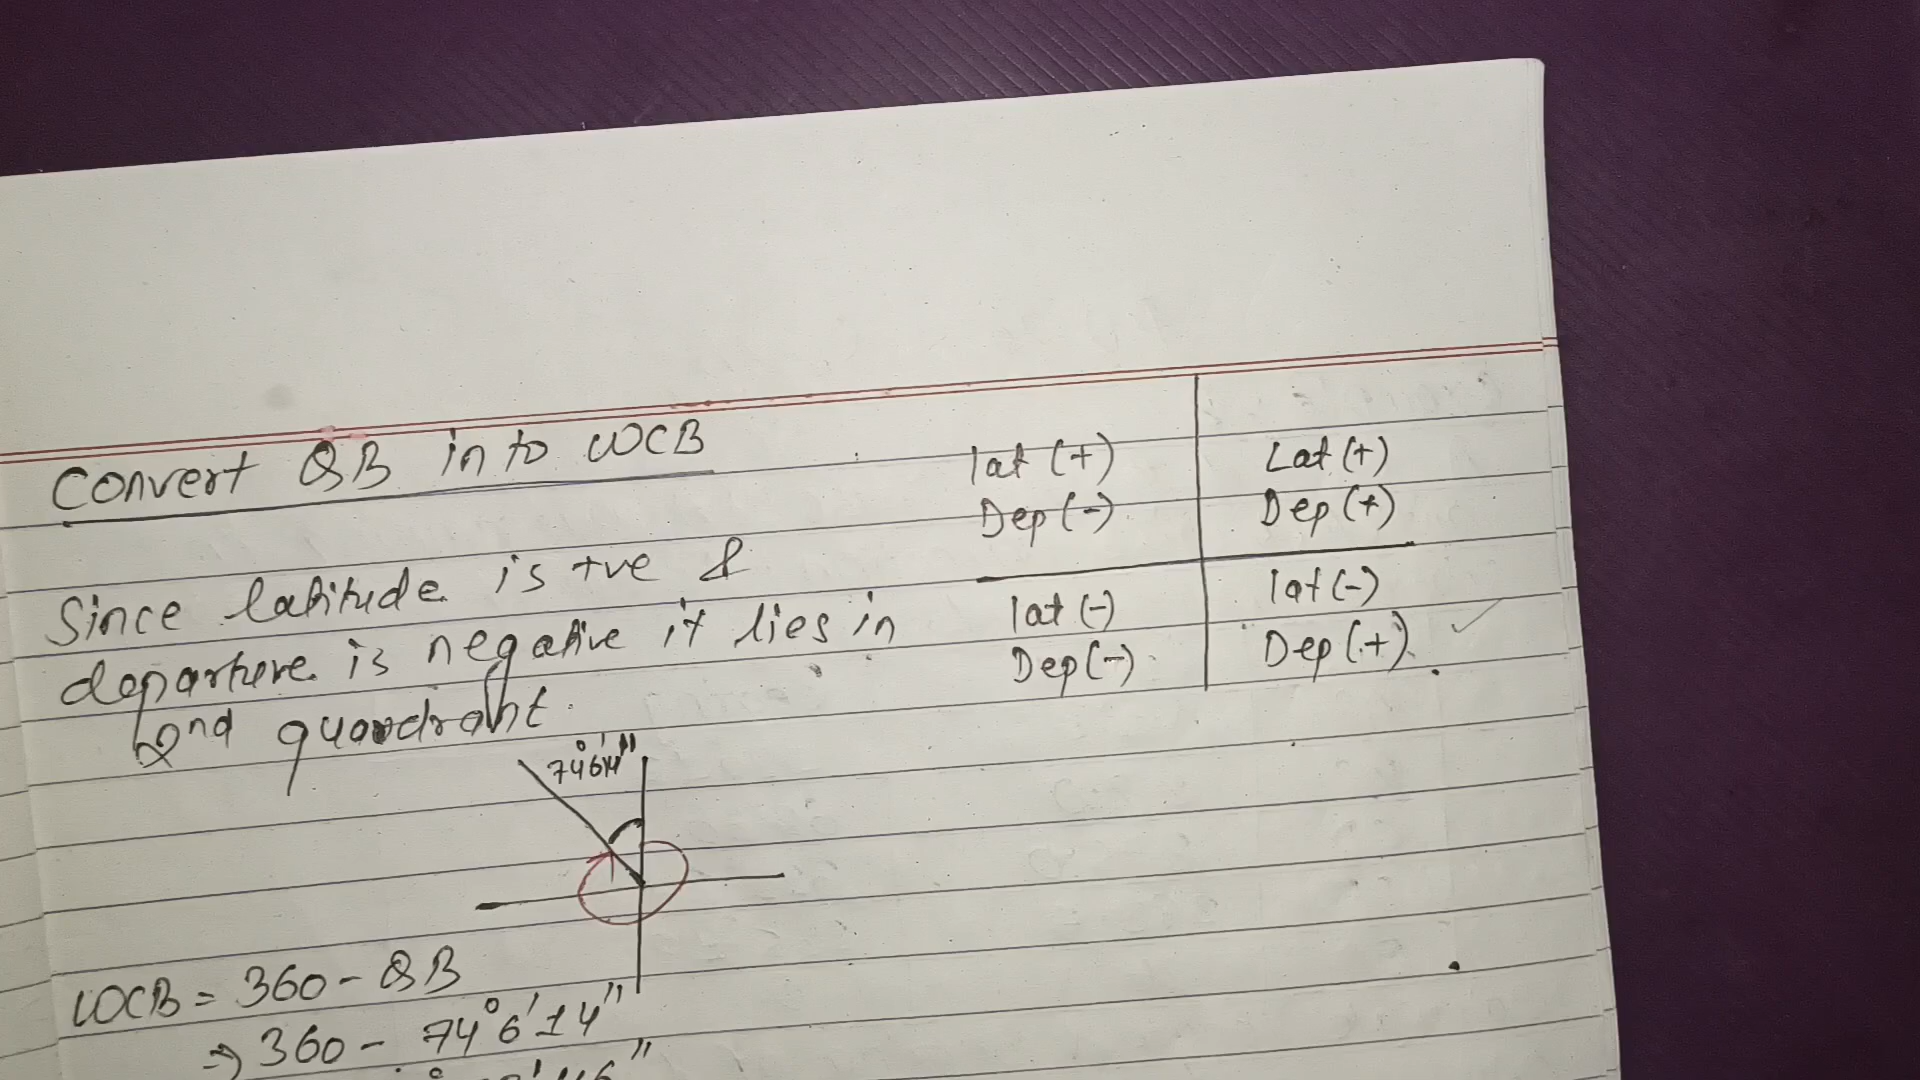 Convert QB in to WCB
Since latitude is +ve &
departure is negative it lies in
2nd quadrant.
lat (+)
Dep (-)
Lat (+)
Dep (+)
lat (-)
Dep (-)
lat (-)
Dep (+)
74°6'14"
WCB = 360 - QB
⇒ 360 - 74°6'14"